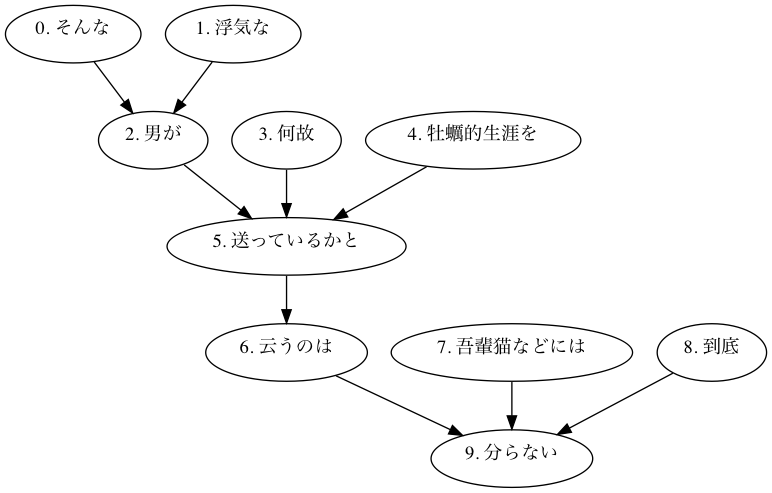 0. そんな
1. 浮気な
2. 男が
3. 何故
4. 牡蠣的生涯を
5. 送っているかと
6. 云うのは
7. 吾輩猫などには
8. 到底
9. 分らない